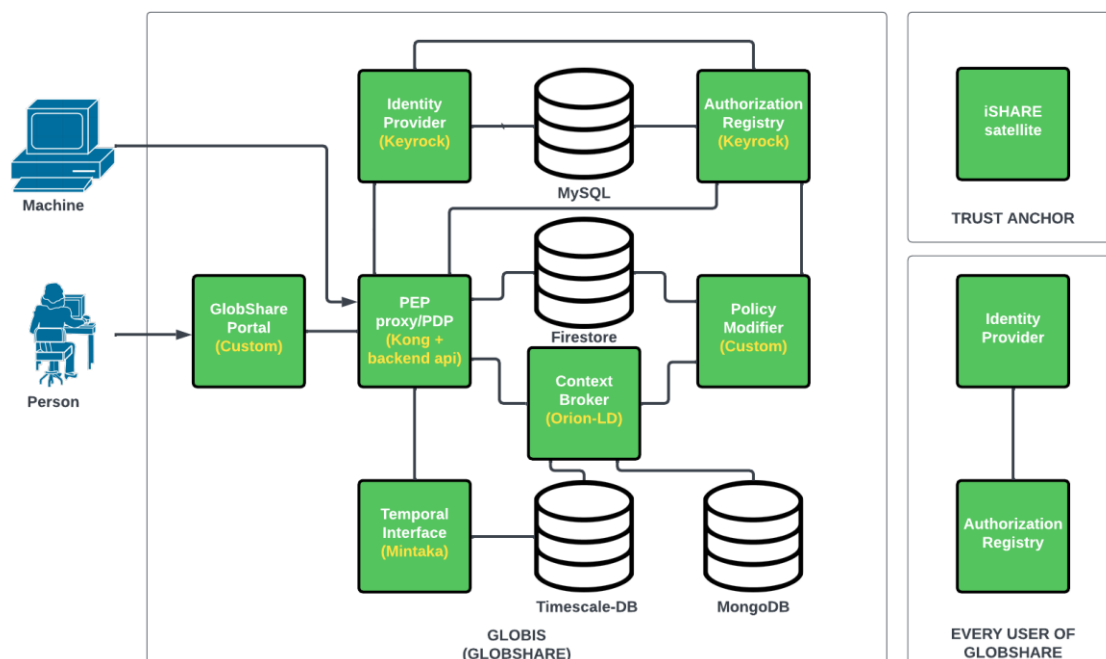 Identity
Provider
(Keyrock)
MySQL
Authorization
Registry
(Keyrock)
iSHARE
satellite
TRUST ANCHOR
Machine
GlobShare
Portal
(Custom)
PEP
proxy/PDP
(Kong +
backend api)
Firestore
Policy
Modifier
(Custom)
Person
Context
Broker
(Orion-LD)
Temporal
Interface
(Mintaka)
Timescale-DB
MongoDB
GLOBIS
(GLOBSHARE)
Identity
Provider
Authorization
Registry
EVERY USER OF
GLOBSHARE